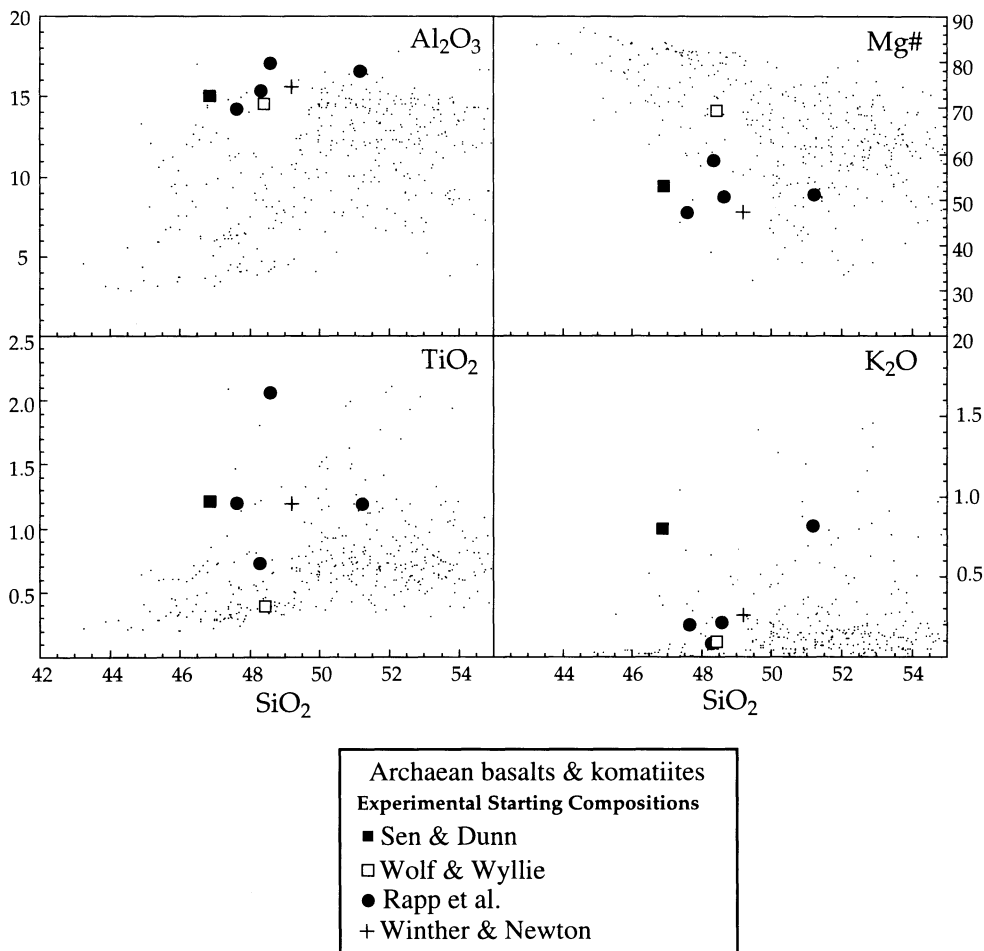 20
15
10
5
Al₂O₃
90
80
70
60
50
40
30
Mg#
2.5
2.0
1.5
1.0
0.5
TiO₂
20
1.5
1.0
0.5
K₂O
42 44 46 48 50 52 54
44 46 48 50 52 54
SiO₂
SiO₂
Archaean basalts & komatiites
Experimental Starting Compositions
Sen & Dunn
Wolf & Wyllie
Rapp et al.
Winther & Newton